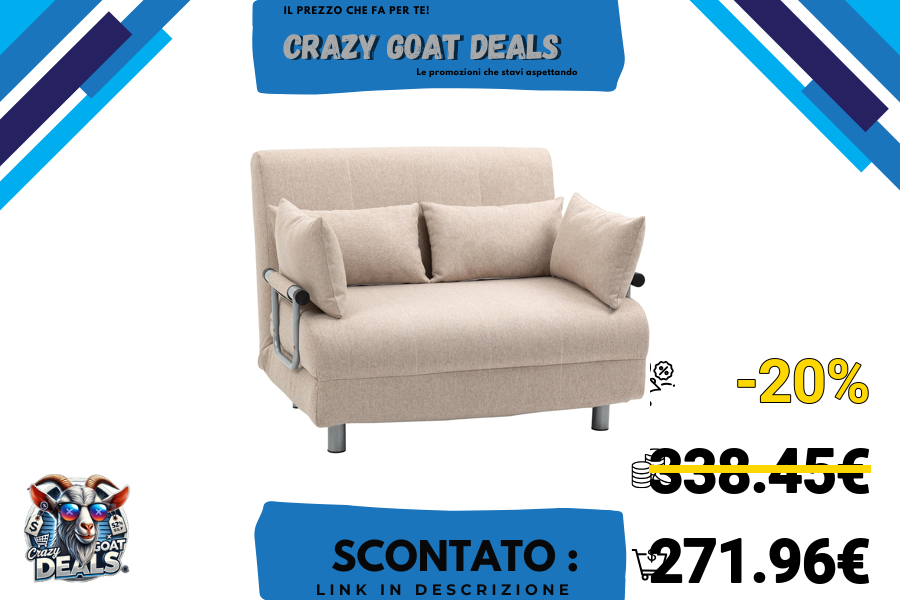 IL PREZZO CHE FA PER TE!
CRAZY GOAT DEALS
Le promozioni che stavi aspettando
-20%
338.45€
271.96€
SCONTATO :
LINK IN DESCRIZIONE
Crazy
GOAT
DEALS